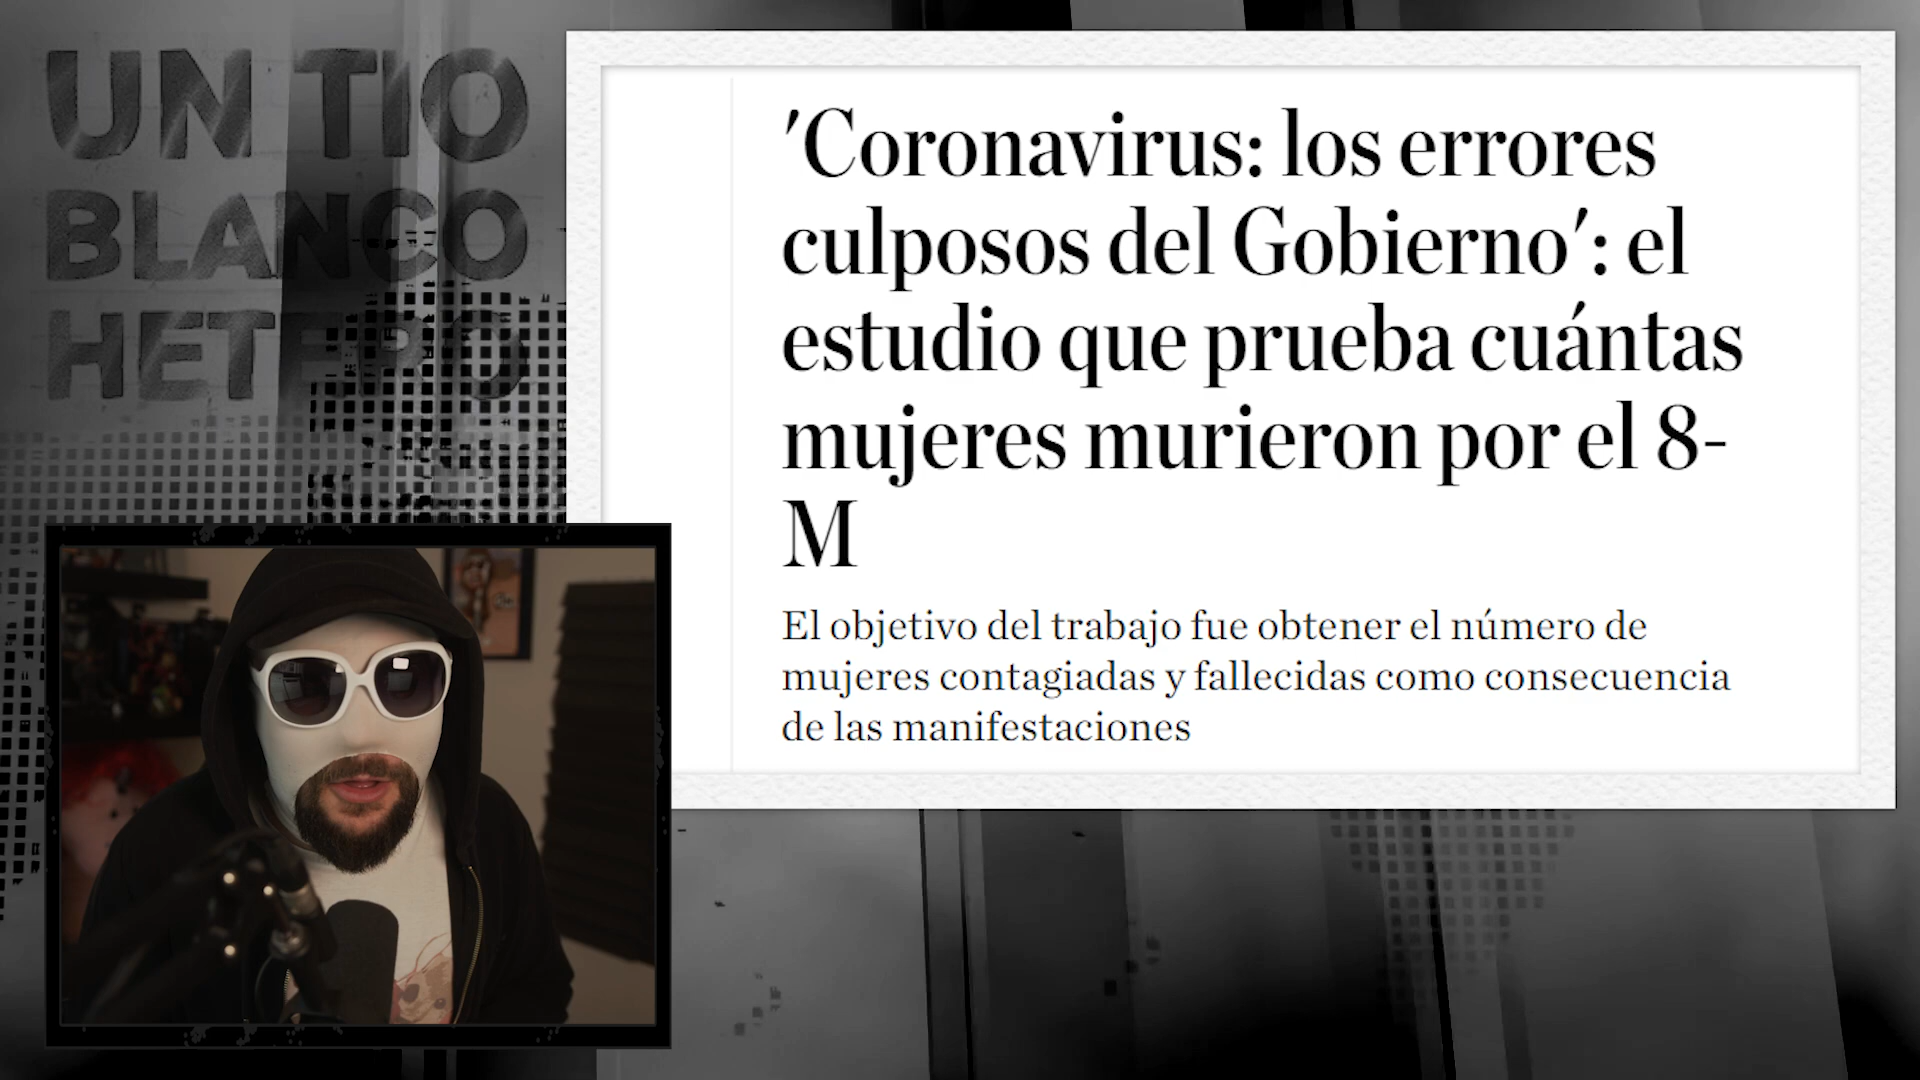 UN TIO
BLANCO
HETERO
'Coronavirus: los errores
culposos del Gobierno': el
estudio que prueba cuántas
mujeres murieron por el 8-
M
El objetivo del trabajo fue obtener el número de
mujeres contagiadas y fallecidas como consecuencia
de las manifestaciones